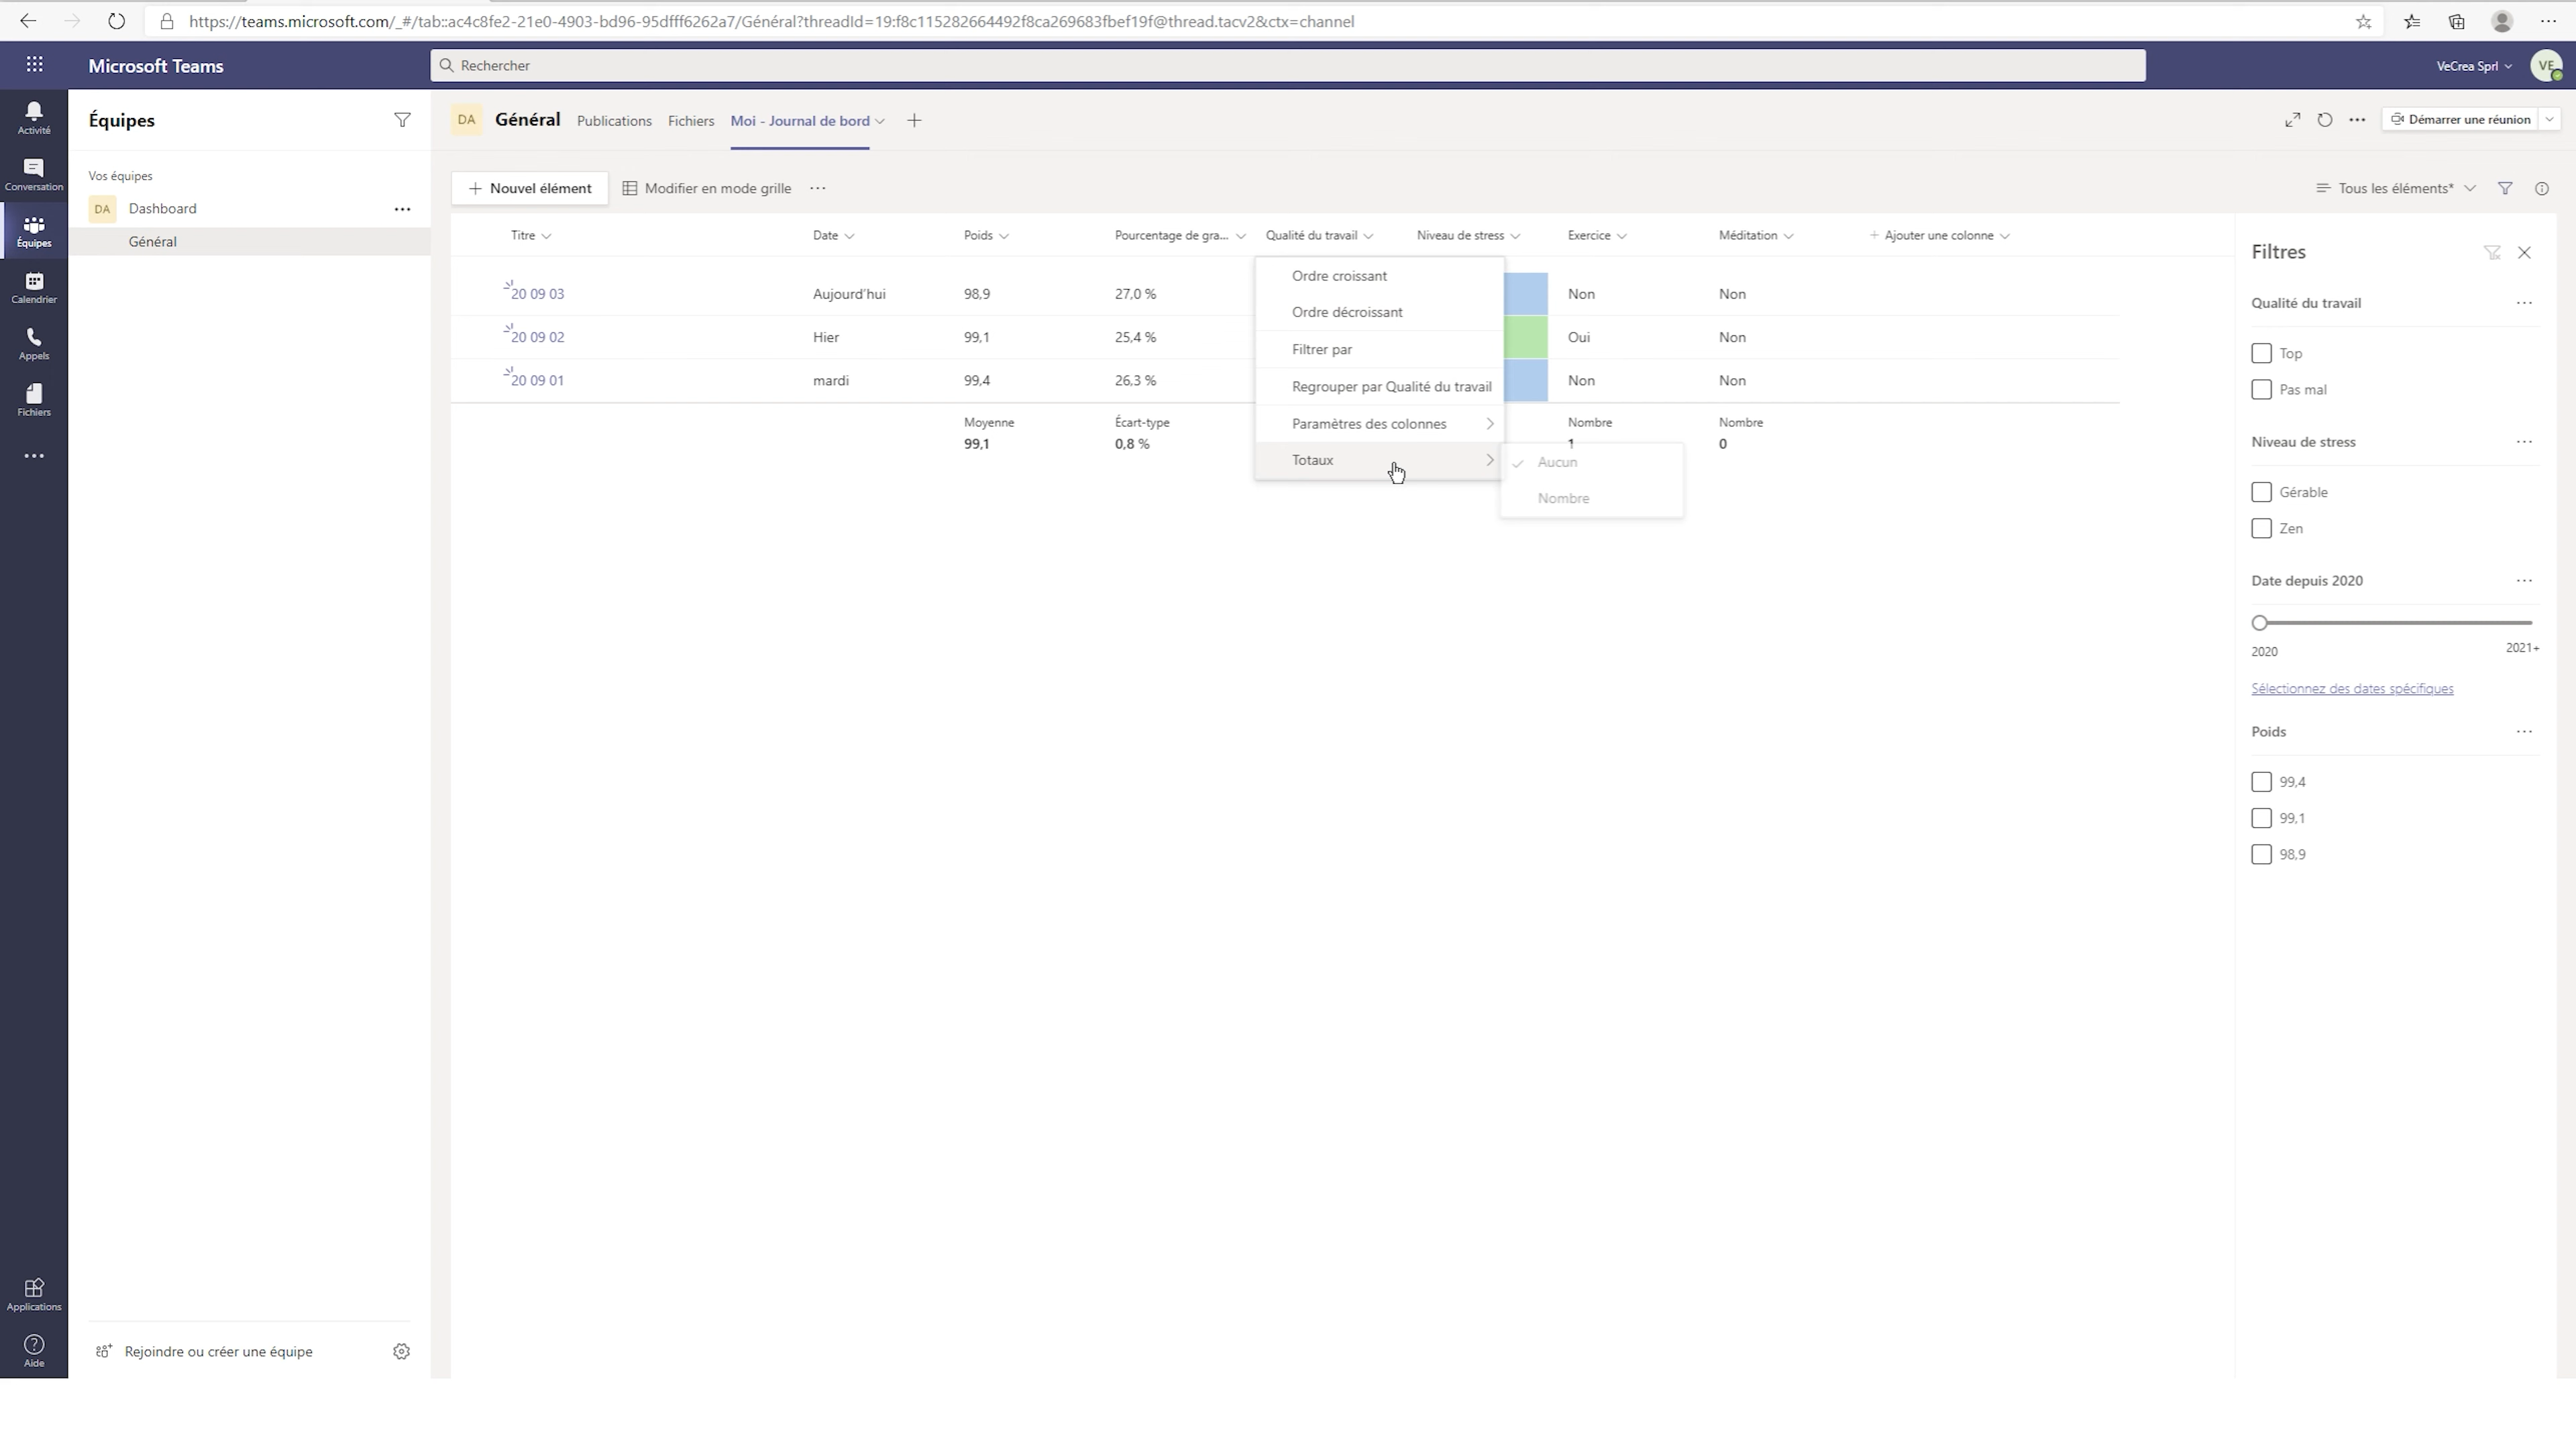 https://teams.microsoft.com/_#/tab::ac4c8fe2-21e0-4903-bd96-95dfff6262a7/Général?threadId=19:f8c115282664492f8ca269683fbef19f@thread.tacv2&ctx=channel
Microsoft Teams
Rechercher
VeCrea Sprl
VE
Activité
Conversation
Équipes
Calendrier
Appels
Fichiers
Applications
Aide
Équipes
Vos équipes
DA Dashboard
Général
Rejoindre ou créer une équipe
DA Général Publications Fichiers Moi - Journal de bord
Démarrer une réunion
Nouvel élément Modifier en mode grille
Tous les éléments*
Titre Date Poids Pourcentage de gra... Qualité du travail Niveau de stress Exercice Méditation Ajouter une colonne
20 09 03 Aujourd'hui 98,9 27,0 % Non Non
20 09 02 Hier 99,1 25,4 % Oui Non
20 09 01 mardi 99,4 26,3 % Non Non
Moyenne Écart-type Nombre Nombre
99,1 0,8 % 1 0
Ordre croissant
Ordre décroissant
Filtrer par
Regrouper par Qualité du travail
Paramètres des colonnes
Totaux
Aucun
Nombre
Filtres
Qualité du travail
Top
Pas mal
Niveau de stress
Gérable
Zen
Date depuis 2020
2020 2021+
Sélectionnez des dates spécifiques
Poids
99,4
99,1
98,9